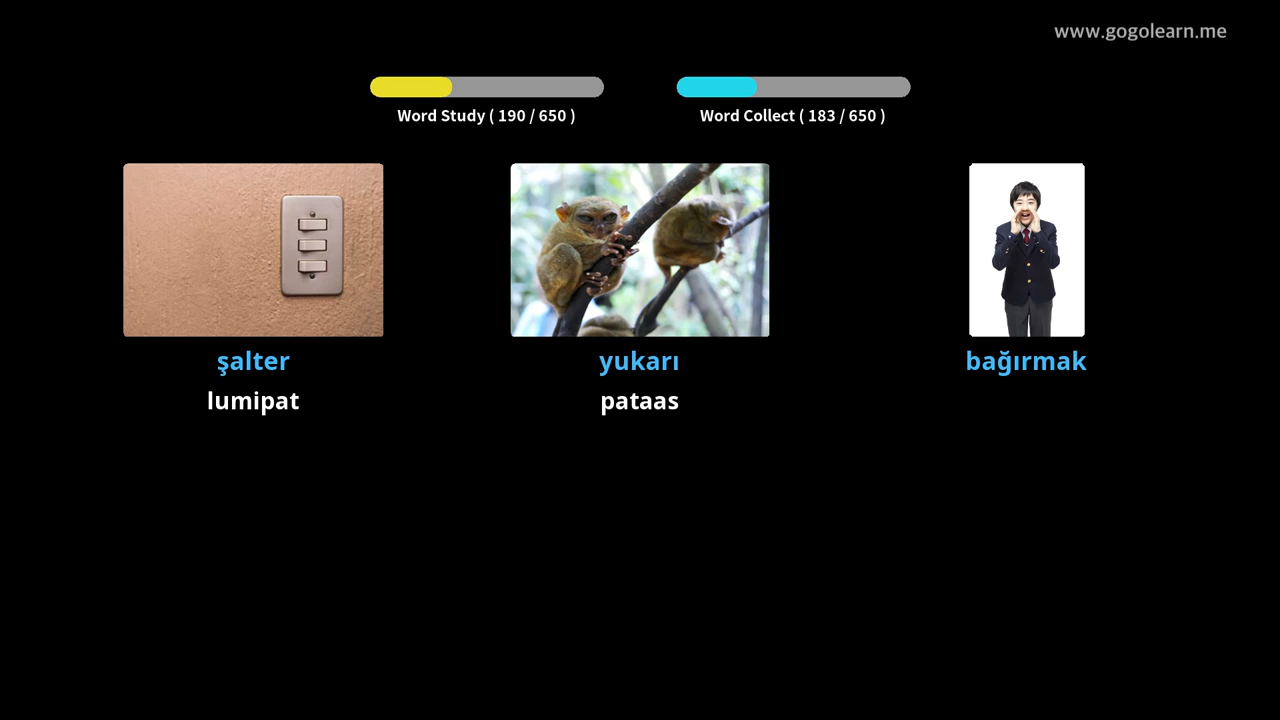 www.gogolearn.me
Word Study ( 190 / 650 )
Word Collect ( 183 / 650 )
şalter
yukarı
bağırmak
lumipat
pataas